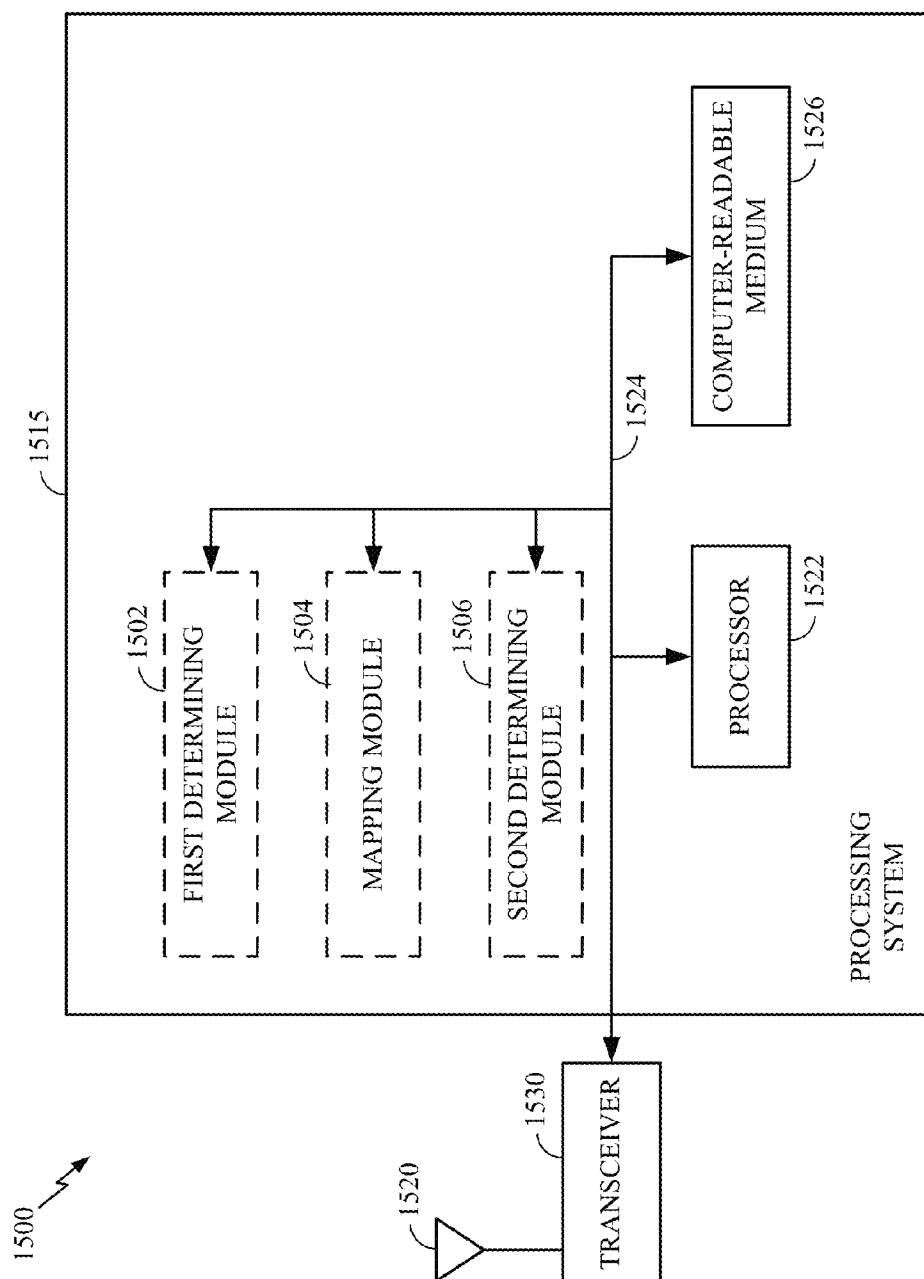 1500
1520
1530
TRANSCEIVER
1515
1502
FIRST DETERMINING
MODULE
1504
MAPPING MODULE
1506
SECOND DETERMINING
MODULE
1524
PROCESSOR
1522
COMPUTER-READABLE
MEDIUM
1526
PROCESSING
SYSTEM